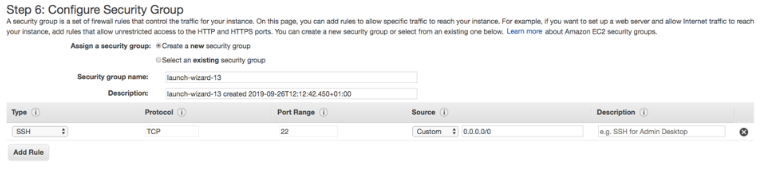 Step 6: Configure Security Group
A security group is a set of firewall rules that control the traffic for your instance. On this page, you can add rules to allow specific traffic to reach your instance. For example, if you want to set up a web server and allow Internet traffic to reach
your instance, add rules that allow unrestricted access to the HTTP and HTTPS ports. You can create a new security group or select from an existing one below. Learn more about Amazon EC2 security groups.
Assign a security group: Create a new security group
Select an existing security group
Security group name: launch-wizard-13
Description: launch-wizard-13 created 2019-09-26T12:12:42.450+01:00
Type Protocol Port Range Source Description
SSH TCP 22 Custom 0.0.0.0/0 e.g. SSH for Admin Desktop
Add Rule